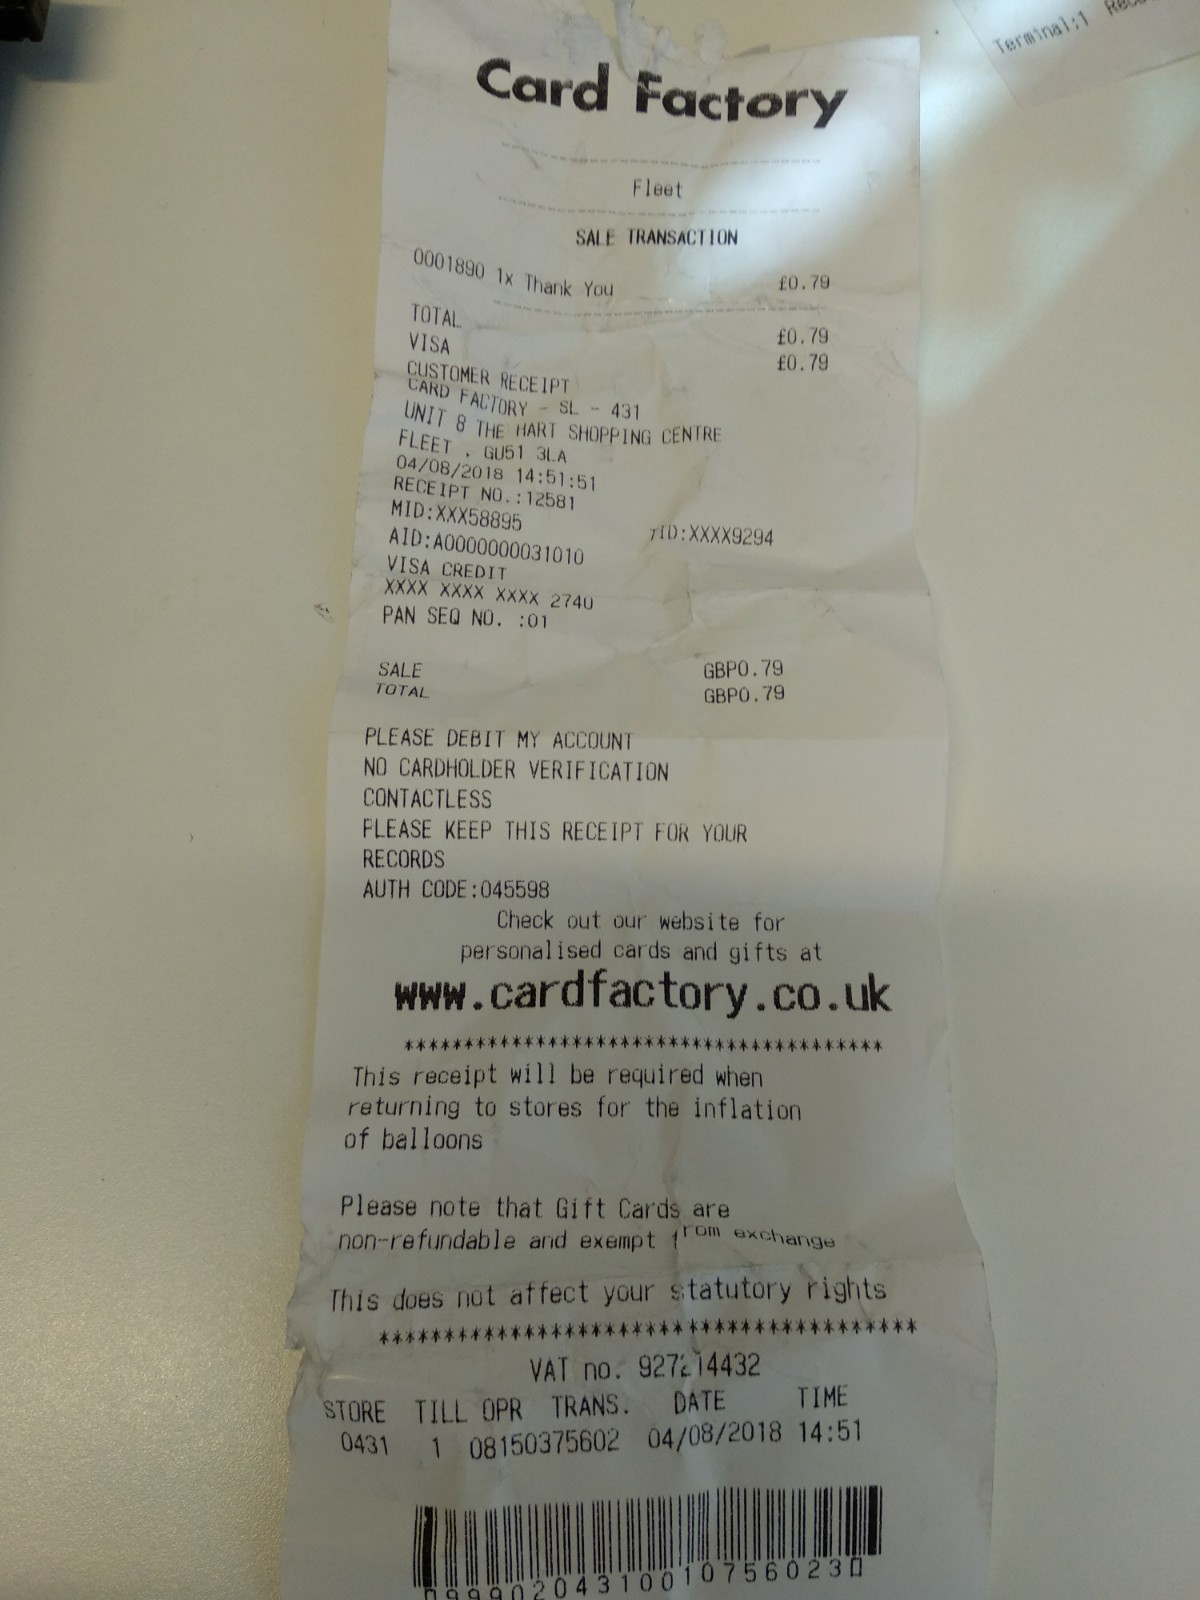 Terminal:1
Card Factory
Fleet
SALE TRANSACTION
0001890 1x Thank You £0.79
TOTAL £0.79
VISA £0.79
CUSTOMER RECEIPT
CARD FACTORY - SL - 431
UNIT 8 THE HART SHOPPING CENTRE
FLEET . GU51 3LA
04/08/2018 14:51:51
RECEIPT NO.:12581
MID:XXX58895 TID:XXXX9294
AID:A0000000031010
VISA CREDIT
XXXX XXXX XXXX 2740
PAN SEQ NO. :01
SALE GBP0.79
TOTAL GBP0.79
PLEASE DEBIT MY ACCOUNT
NO CARDHOLDER VERIFICATION
CONTACTLESS
PLEASE KEEP THIS RECEIPT FOR YOUR
RECORDS
AUTH CODE:045598
Check out our website for
personalised cards and gifts at
www.cardfactory.co.uk
****************************************
This receipt will be required when
returning to stores for the inflation
of balloons
Please note that Gift Cards are
non-refundable and exempt from exchange
This does not affect your statutory rights
****************************************
VAT no. 927214432
STORE TILL OPR TRANS. DATE TIME
0431 1 08150375602 04/08/2018 14:51
9990204310010756023